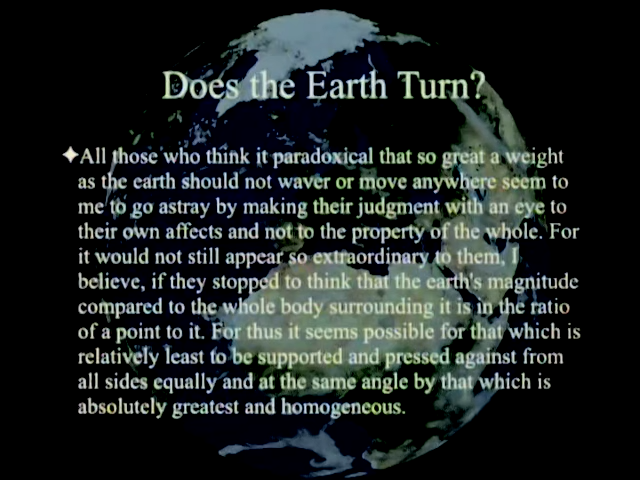 Does the Earth Turn?
✦All those who think it paradoxical that so great a weight
as the earth should not waver or move anywhere seem to
me to go astray by making their judgment with an eye to
their own affects and not to the property of the whole. For
it would not still appear so extraordinary to them, I
believe, if they stopped to think that the earth's magnitude
compared to the whole body surrounding it is in the ratio
of a point to it. For thus it seems possible for that which is
relatively least to be supported and pressed against from
all sides equally and at the same angle by that which is
absolutely greatest and homogeneous.